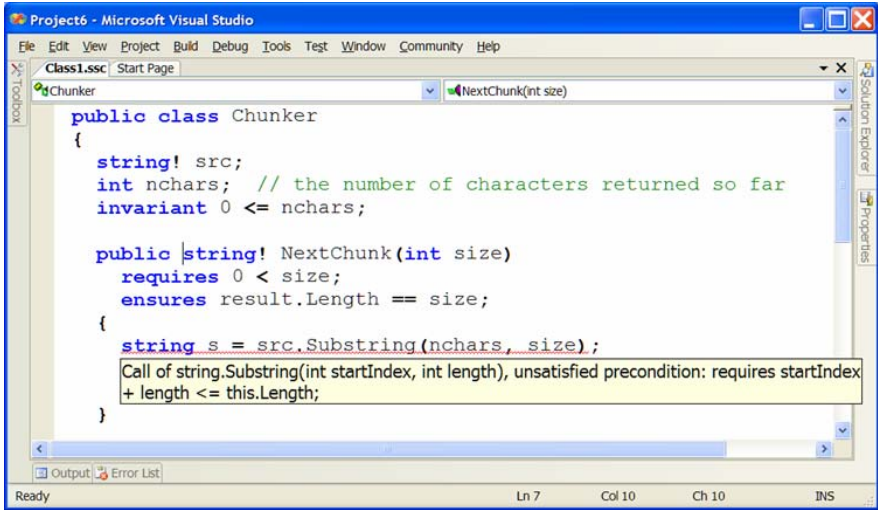 Project6 - Microsoft Visual Studio
File Edit View Project Build Debug Tools Test Window Community Help
Toolbox
Class1.ssc Start Page
Chunker NextChunk(int size)
Solution Explorer
Properties
public class Chunker
{
string! src;
int nchars; // the number of characters returned so far
invariant 0 <= nchars;
public string! NextChunk(int size)
requires 0 < size;
ensures result.Length == size;
{
string s = src.Substring(nchars, size);
Call of string.Substring(int startIndex, int length), unsatisfied precondition: requires startIndex
+ length <= this.Length;
}
Output Error List
Ready Ln 7 Col 10 Ch 10 INS